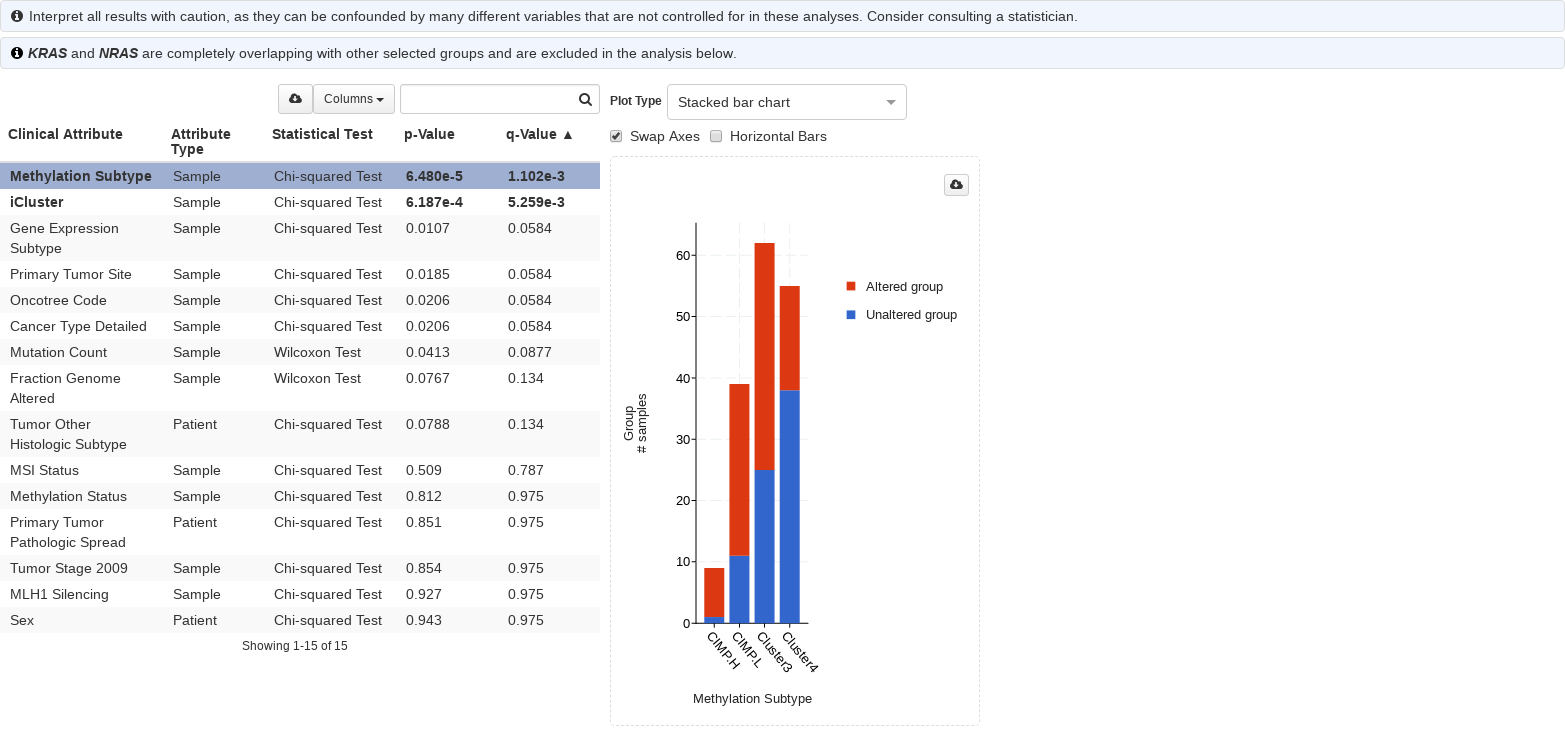 Interpret all results with caution, as they can be confounded by many different variables that are not controlled for in these analyses. Consider consulting a statistician.
KRAS and NRAS are completely overlapping with other selected groups and are excluded in the analysis below.
Columns
Clinical Attribute Attribute Type Statistical Test p-Value q-Value ▲
Methylation Subtype Sample Chi-squared Test 6.480e-5 1.102e-3
iCluster Sample Chi-squared Test 6.187e-4 5.259e-3
Gene Expression Subtype Sample Chi-squared Test 0.0107 0.0584
Primary Tumor Site Sample Chi-squared Test 0.0185 0.0584
Oncotree Code Sample Chi-squared Test 0.0206 0.0584
Cancer Type Detailed Sample Chi-squared Test 0.0206 0.0584
Mutation Count Sample Wilcoxon Test 0.0413 0.0877
Fraction Genome Altered Sample Wilcoxon Test 0.0767 0.134
Tumor Other Histologic Subtype Patient Chi-squared Test 0.0788 0.134
MSI Status Sample Chi-squared Test 0.509 0.787
Methylation Status Sample Chi-squared Test 0.812 0.975
Primary Tumor Pathologic Spread Patient Chi-squared Test 0.851 0.975
Tumor Stage 2009 Sample Chi-squared Test 0.854 0.975
MLH1 Silencing Sample Chi-squared Test 0.927 0.975
Sex Patient Chi-squared Test 0.943 0.975
Showing 1-15 of 15
Plot Type Stacked bar chart
Swap Axes Horizontal Bars
60
50
40
30
20
10
0
Group
# samples
CIMP.H
CIMP.L
Cluster3
Cluster4
Methylation Subtype
Altered group
Unaltered group